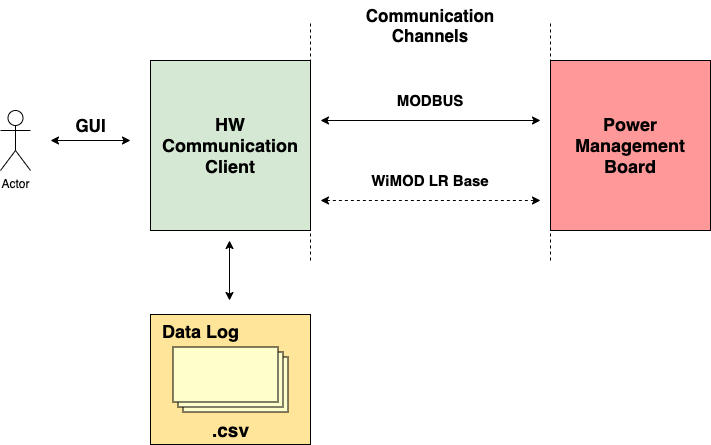 Communication
Channels
GUI
Actor
HW
Communication
Client
MODBUS
WiMOD LR Base
Power
Management
Board
Data Log
.csv